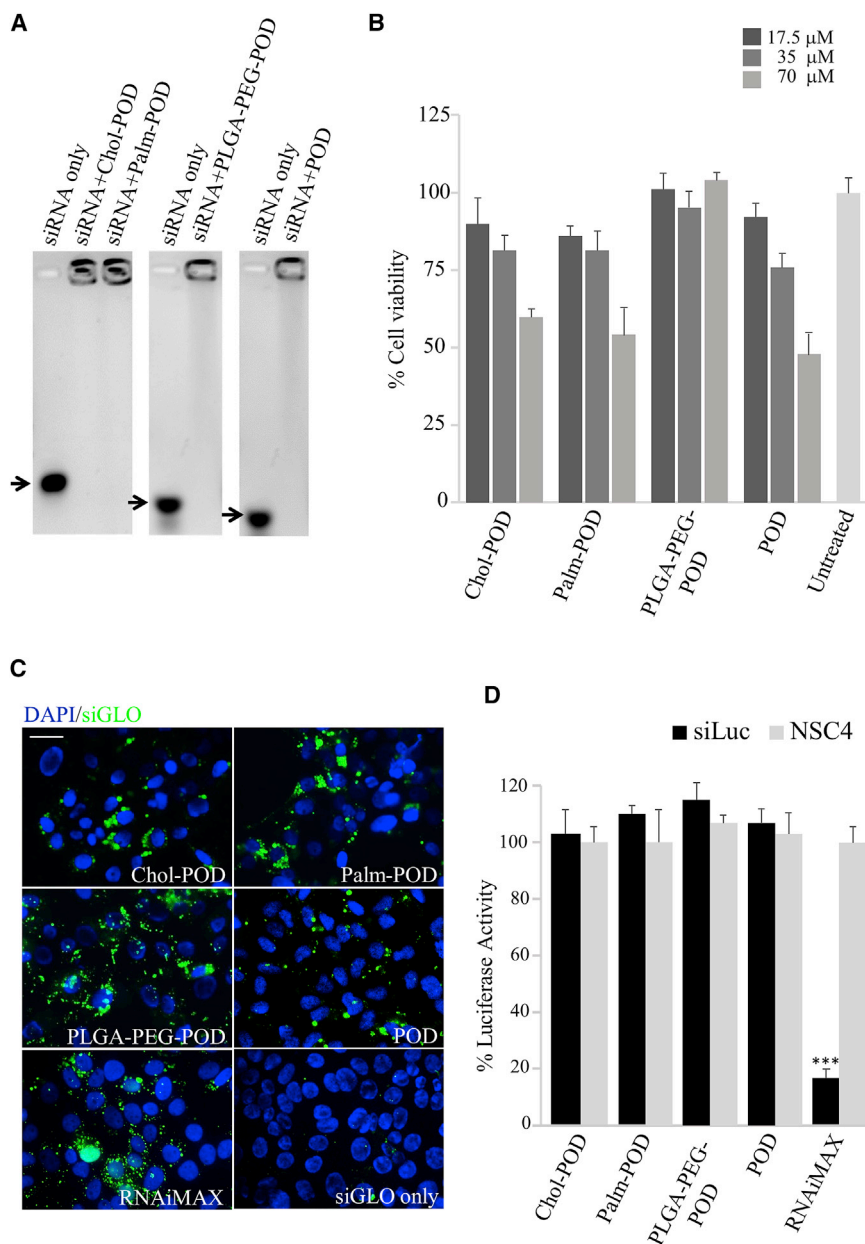 A
siRNA only
siRNA+Chol-POD
siRNA+Palm-POD
siRNA only
siRNA+PLGA-PEG-POD
siRNA only
siRNA+POD
B
17.5 μM
35 μM
70 μM
% Cell viability
125
100
75
50
25
0
Chol-POD
Palm-POD
PLGA-PEG-
POD
POD
Untreated
C
DAPI/siGLO
Chol-POD
Palm-POD
PLGA-PEG-POD
POD
RNAiMAX
siGLO only
D
siLuc
NSC4
% Luciferase Activity
120
100
80
60
40
20
0
***
Chol-POD
Palm-POD
PLGA-PEG-
POD
POD
RNAiMAX